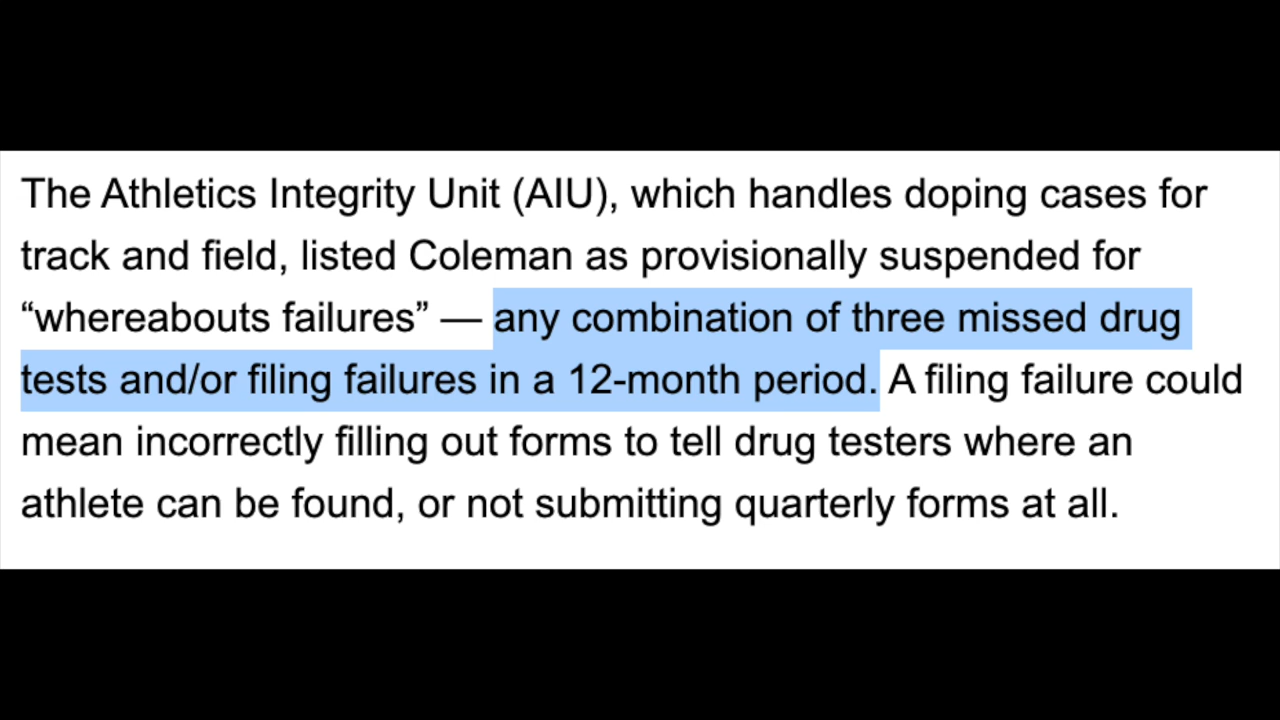 The Athletics Integrity Unit (AIU), which handles doping cases for
track and field, listed Coleman as provisionally suspended for
“whereabouts failures” — any combination of three missed drug
tests and/or filing failures in a 12-month period. A filing failure could
mean incorrectly filling out forms to tell drug testers where an
athlete can be found, or not submitting quarterly forms at all.